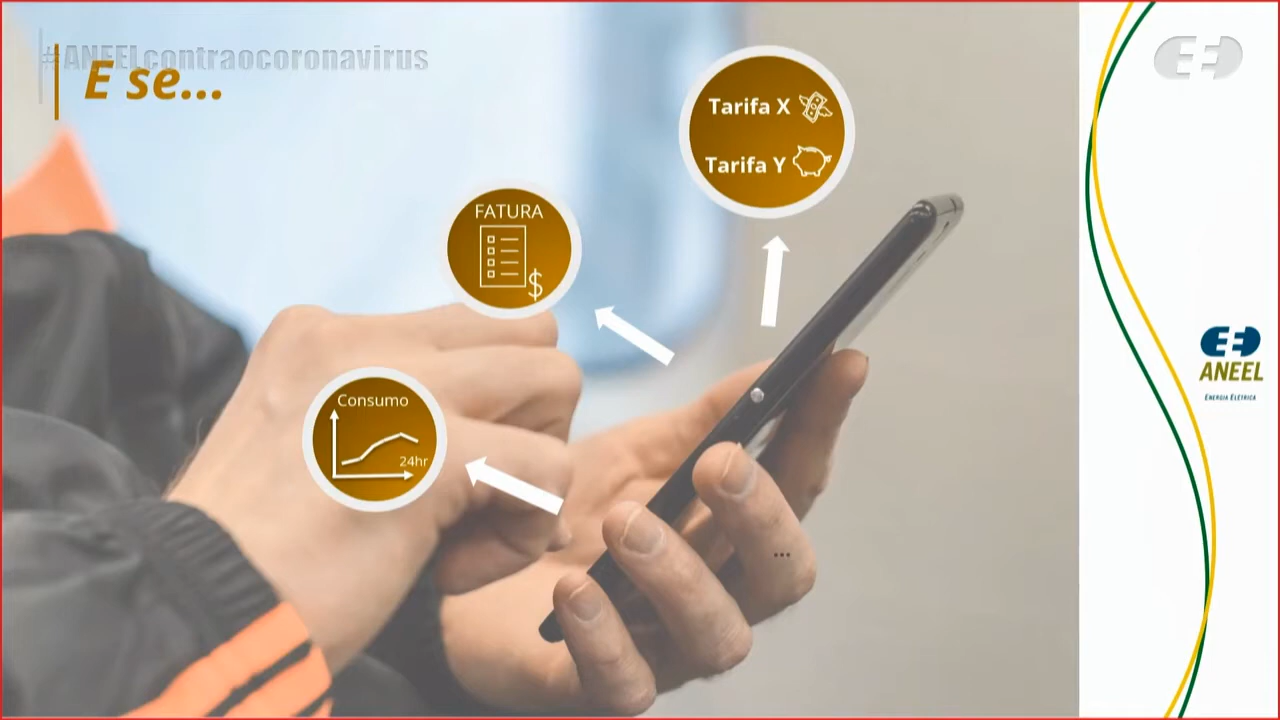 #ANEELcontraocoronavirus
E se...
Tarifa X
Tarifa Y
FATURA
$
Consumo
24hr
...
ANEEL
ENERGIA ELÉTRICA